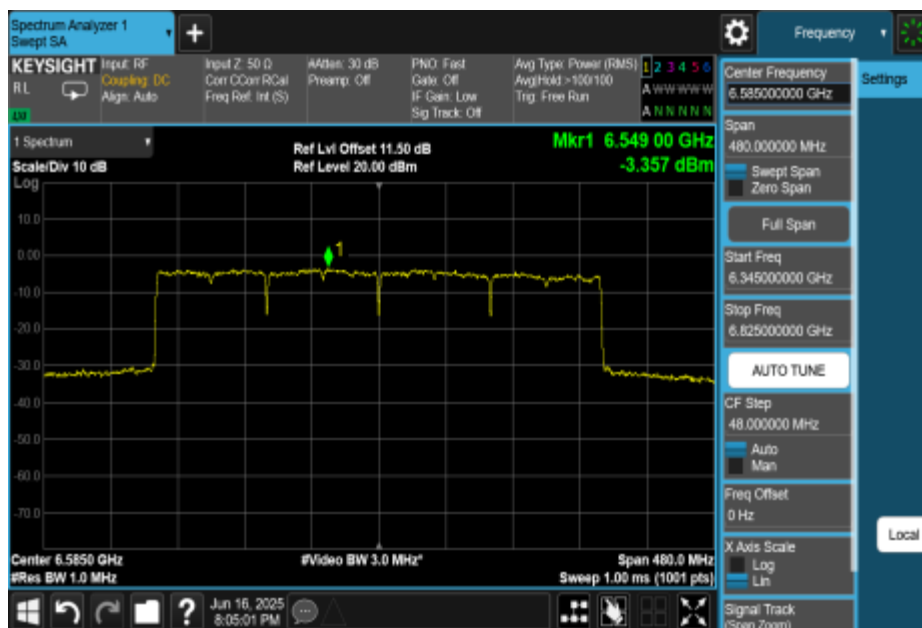 Spectrum Analyzer 1
Swept SA
+
Frequency
KEYSIGHT
RL
Input: RF
Coupling: DC
Align: Auto
Input Z: 50 Ω
Corr CCorr RCal
Freq Ref: Int (S)
#Atten: 30 dB
Preamp: Off
PNO: Fast
Gate: Off
IF Gain: Low
Sig Track: Off
Avg Type: Power (RMS)
Avg|Hold:>100/100
Trig: Free Run
1 2 3 4 5 6
A W W W W W
A N N N N N
1 Spectrum
Scale/Div 10 dB
Log
Ref Lvl Offset 11.50 dB
Ref Level 20.00 dBm
Mkr1 6.549 00 GHz
-3.357 dBm
10.0
0.00
-10.0
-20.0
-30.0
-40.0
-50.0
-60.0
-70.0
1
Center 6.5850 GHz
#Res BW 1.0 MHz
#Video BW 3.0 MHz*
Span 480.0 MHz
Sweep 1.00 ms (1001 pts)
Center Frequency
6.585000000 GHz
Span
480.000000 MHz
Swept Span
Zero Span
Full Span
Start Freq
6.345000000 GHz
Stop Freq
6.825000000 GHz
AUTO TUNE
CF Step
48.000000 MHz
Auto
Man
Freq Offset
0 Hz
X Axis Scale
Log
Lin
Signal Track
(Span Zoom)
Settings
Local
?
Jun 16, 2025
8:05:01 PM